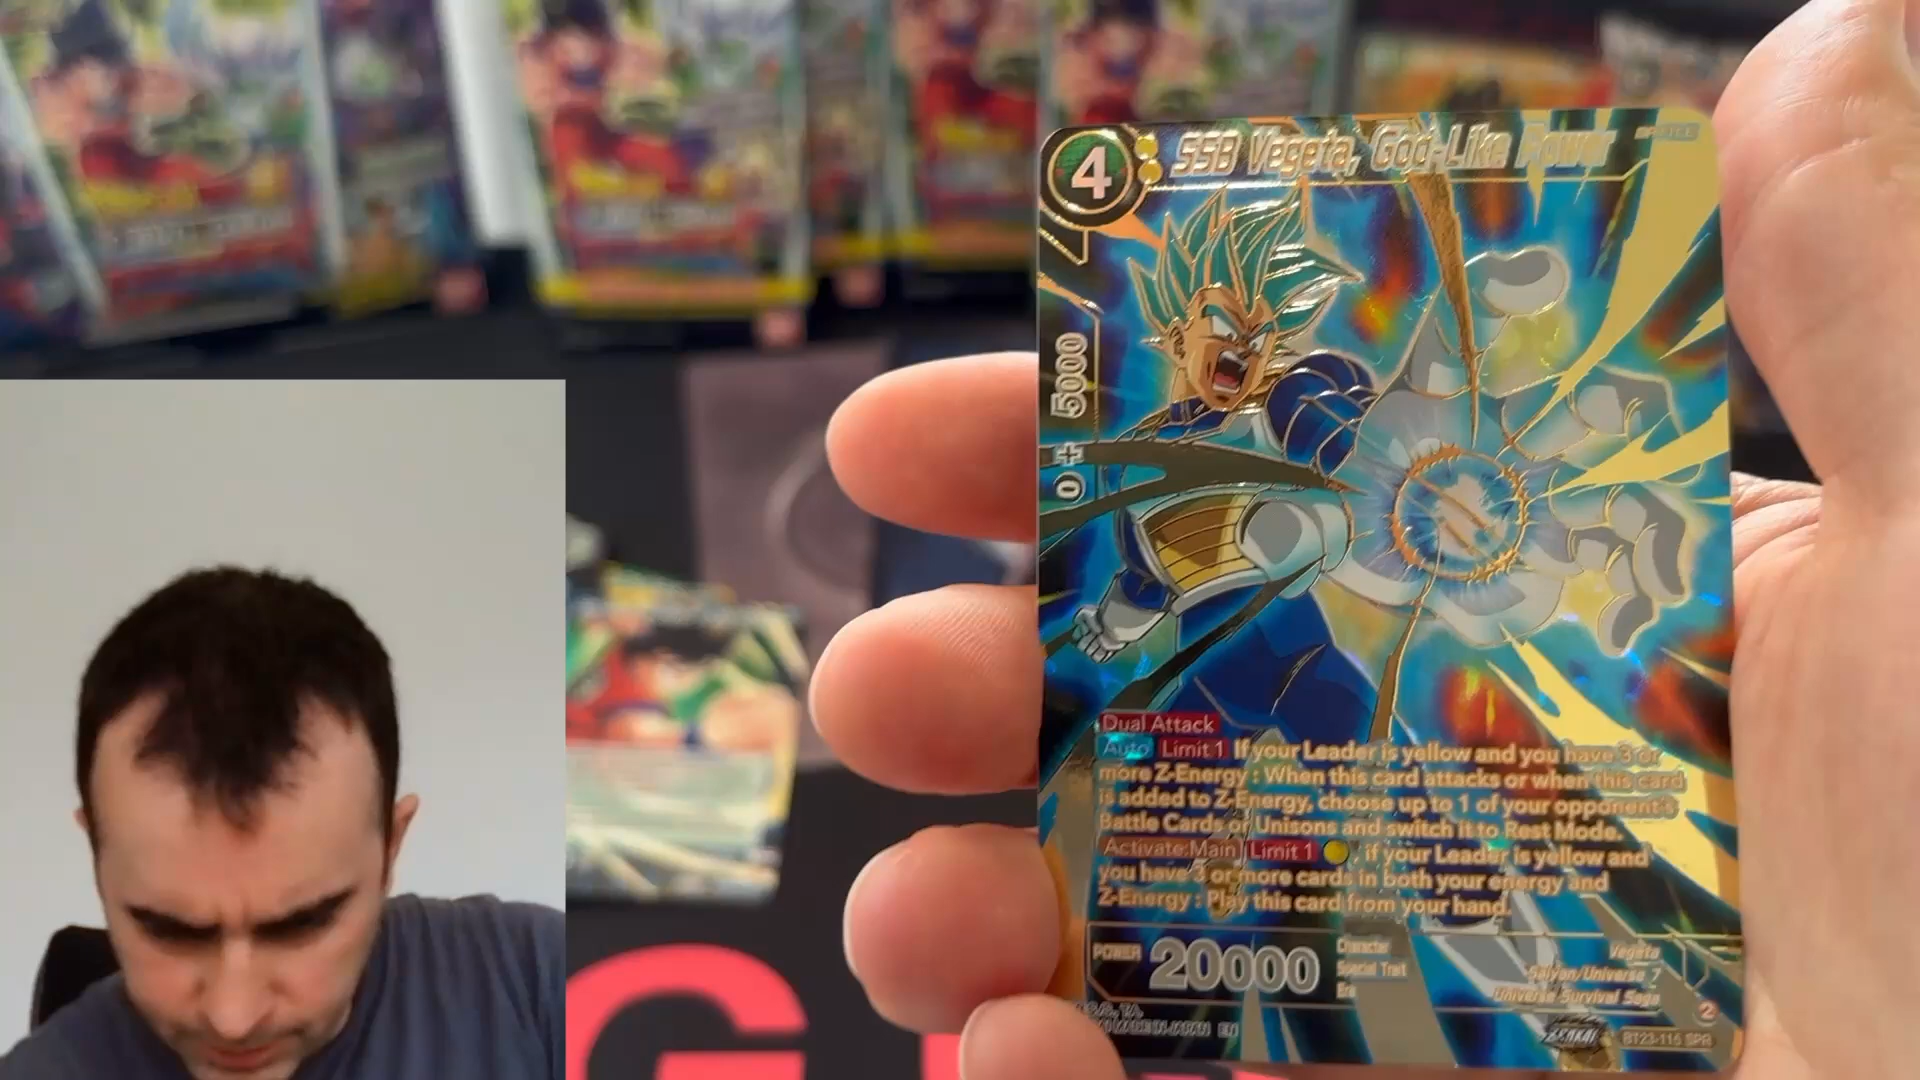 4
SSB Vegeta, God-Like Power
BATTLE
5000
+
0
Dual Attack
Auto Limit 1 If your Leader is yellow and you have 3 or
more Z-Energy : When this card attacks or when this card
is added to Z-Energy, choose up to 1 of your opponent's
Battle Cards or Unisons and switch it to Rest Mode.
Activate:Main Limit 1 : if your Leader is yellow and
you have 3 or more cards in both your energy and
Z-Energy : Play this card from your hand.
POWER 20000
Character Vegeta
Special Trait Saiyan/Universe 7
Era Universe Survival Saga
2
EN
ZENKAI
BT23-115 SPR
G